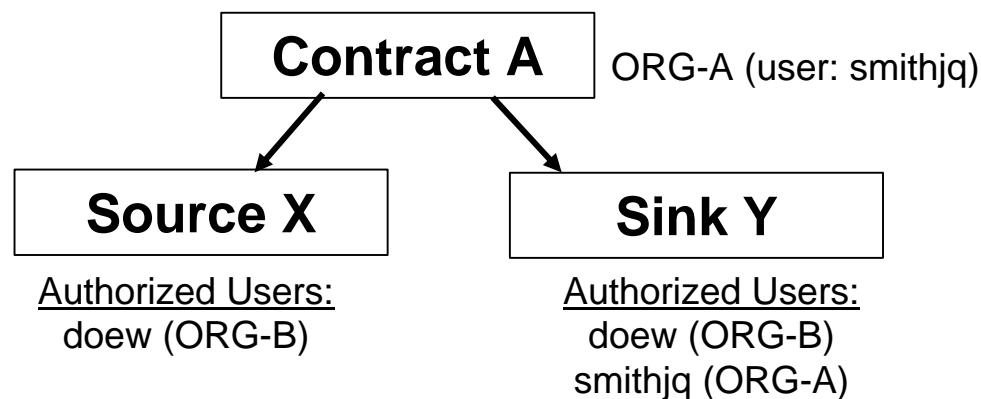 Contract A
ORG-A (user: smithjq)
Source X
Sink Y
Authorized Users:
doew (ORG-B)
Authorized Users:
doew (ORG-B)
smithjq (ORG-A)